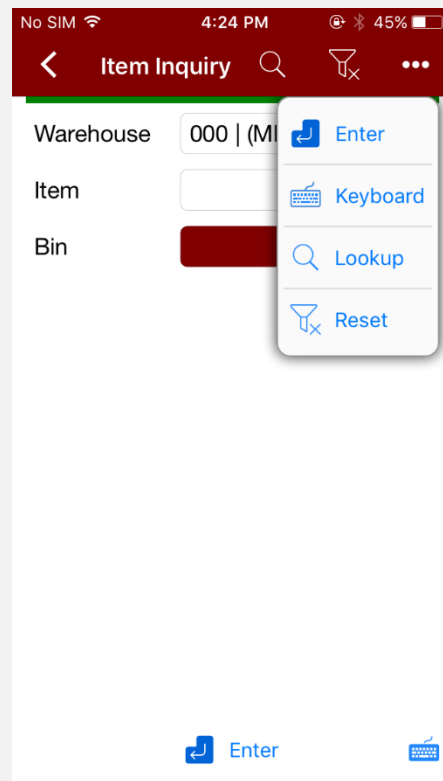 No SIM 4:24 PM 45%
Item Inquiry
Warehouse 000 | (MI
Enter
Item
Keyboard
Bin
Lookup
Reset
Enter